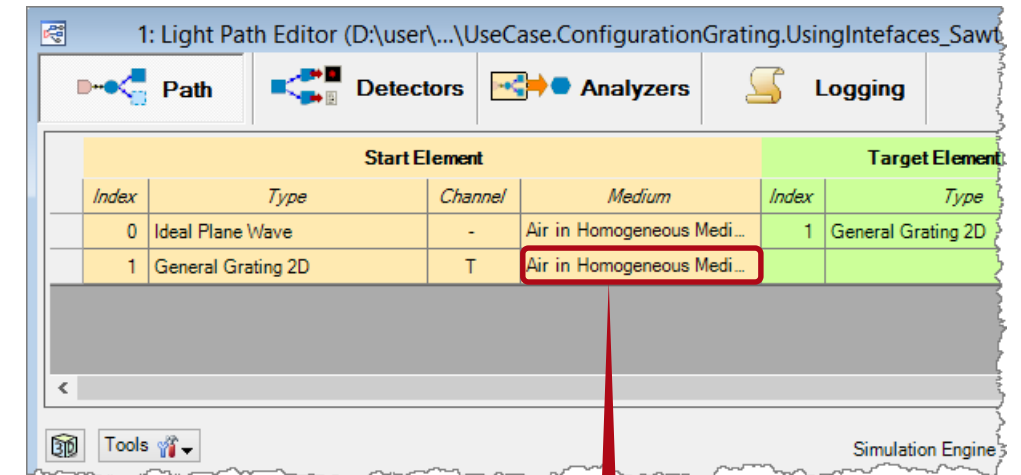 1: Light Path Editor (D:\user\...\UseCase.ConfigurationGrating.UsingIntefaces_Sawt
Path Detectors Analyzers Logging
Start Element Target Element
Index Type Channel Medium Index Type
0 Ideal Plane Wave - Air in Homogeneous Medi... 1 General Grating 2D
1 General Grating 2D T Air in Homogeneous Medi...
3D Tools Simulation Engine